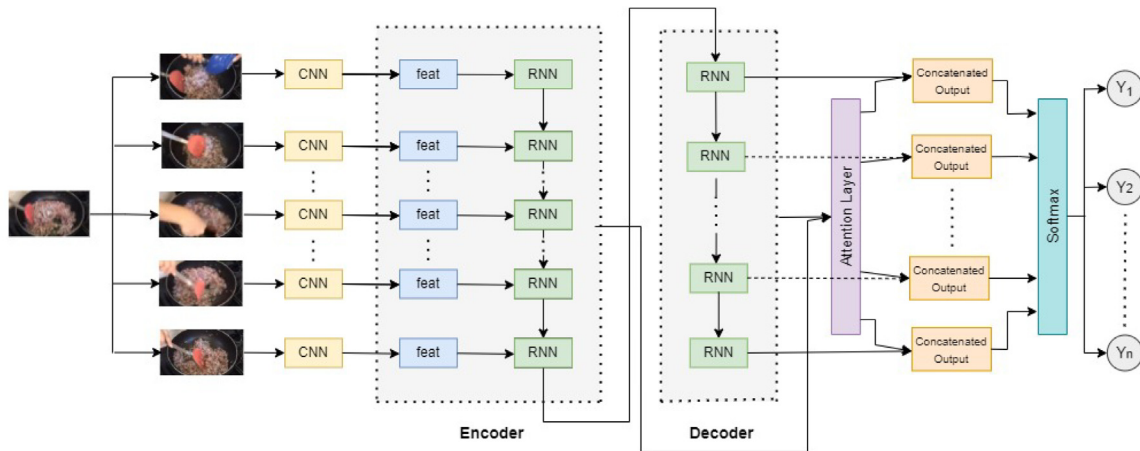 CNN
feat
RNN
CNN
feat
RNN
CNN
feat
RNN
CNN
feat
RNN
CNN
feat
RNN
Encoder
RNN
RNN
RNN
RNN
Decoder
Attention Layer
Concatenated
Output
Concatenated
Output
Concatenated
Output
Concatenated
Output
Softmax
Y1
Y2
Yn